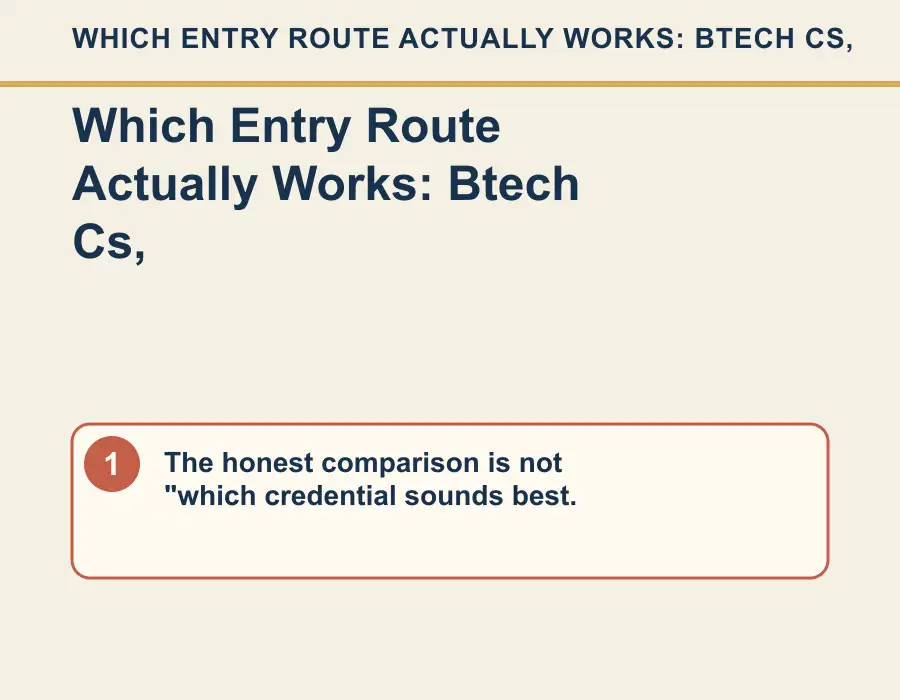 WHICH ENTRY ROUTE ACTUALLY WORKS: BTECH CS,
Which Entry Route
Actually Works: Btech
Cs,
1
The honest comparison is not
"which credential sounds best.